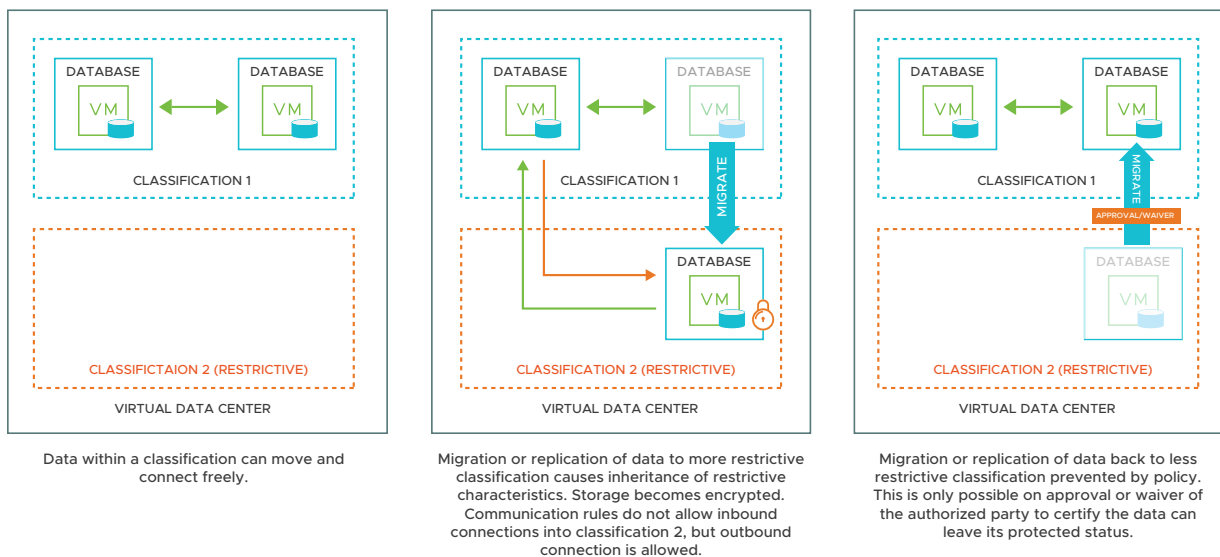 DATABASE
DATABASE
VM
VM
CLASSIFICATION 1
CLASSIFICTAION 2 (RESTRICTIVE)
VIRTUAL DATA CENTER
Data within a classification can move and
connect freely.
DATABASE
DATABASE
VM
VM
CLASSIFICATION 1
MIGRATE
DATABASE
VM
CLASSIFICATION 2 (RESTRICTIVE)
VIRTUAL DATA CENTER
Migration or replication of data to more restrictive
classification causes inheritance of restrictive
characteristics. Storage becomes encrypted.
Communication rules do not allow inbound
connections into classification 2, but outbound
connection is allowed.
DATABASE
DATABASE
VM
VM
CLASSIFICATION 1
MIGRATE
APPROVAL/WAIVER
DATABASE
VM
CLASSIFICATION 2 (RESTRICTIVE)
VIRTUAL DATA CENTER
Migration or replication of data back to less
restrictive classification prevented by policy.
This is only possible on approval or waiver of
the authorized party to certify the data can
leave its protected status.